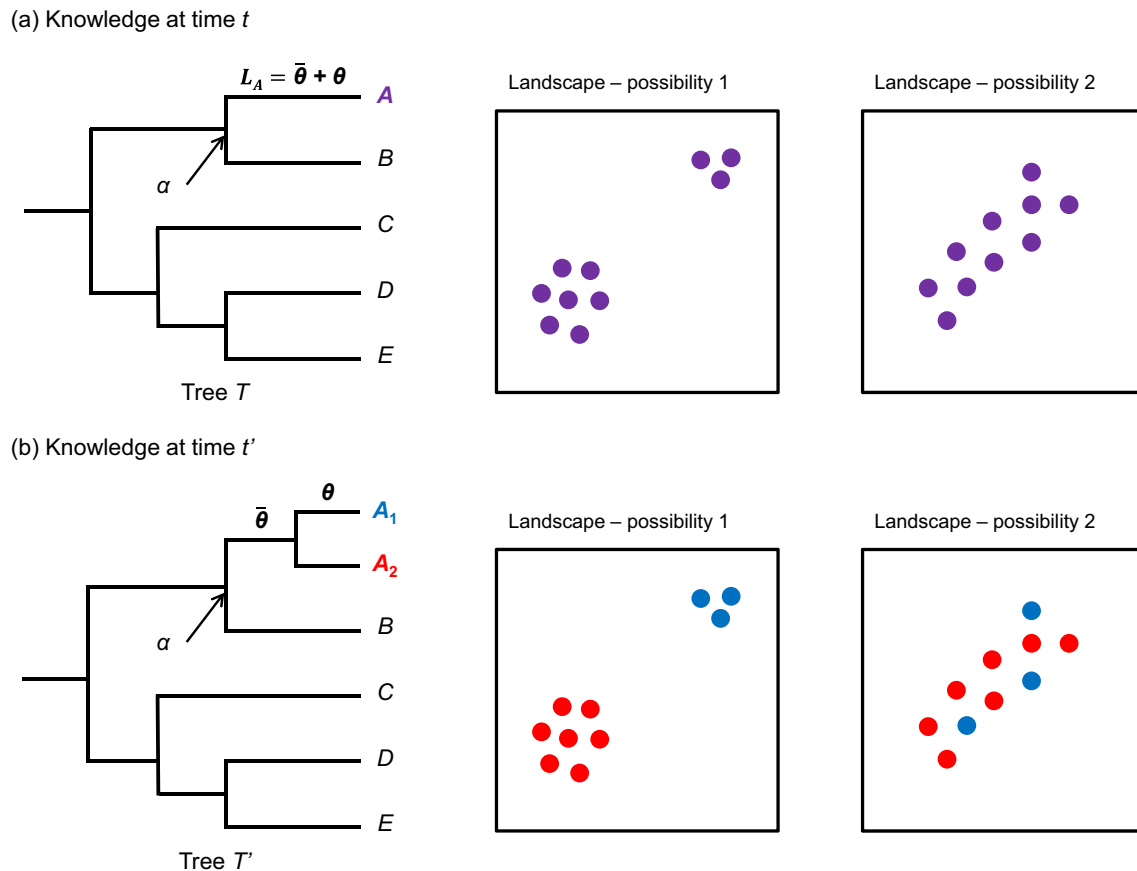 (a) Knowledge at time t
L_A = θ̄ + θ
Landscape – possibility 1
Landscape – possibility 2
A
B
α
C
D
E
Tree T
(b) Knowledge at time t’
θ
θ̄
A₁
Landscape – possibility 1
Landscape – possibility 2
A₂
B
α
C
D
E
Tree T’